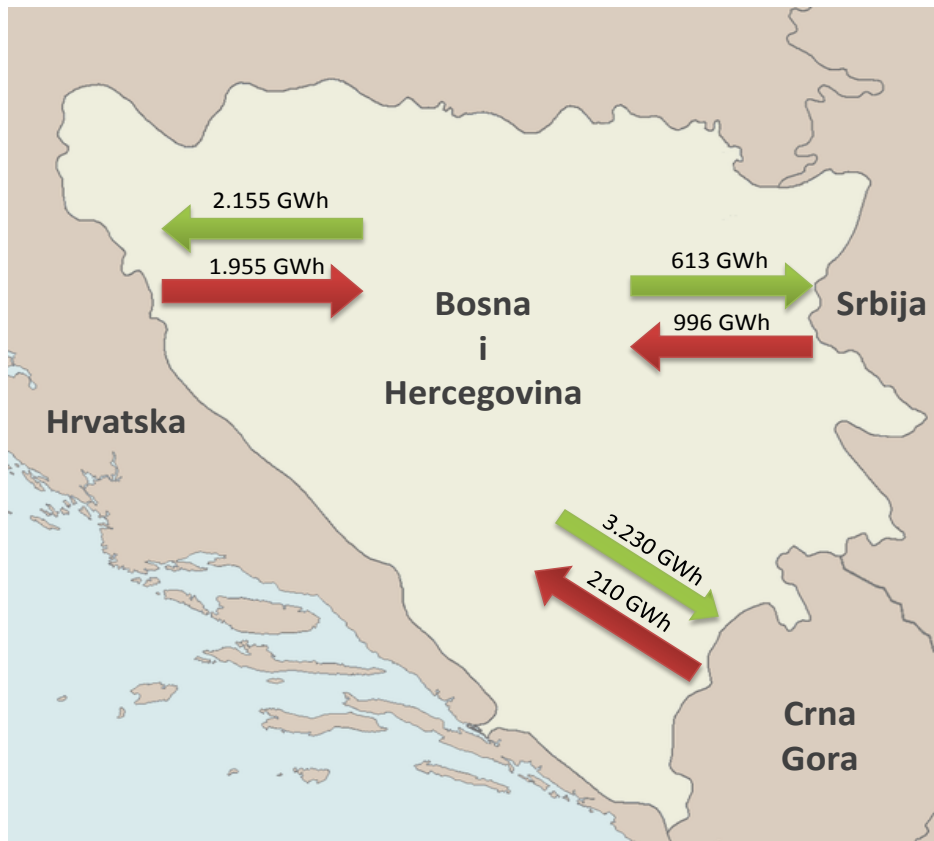 2.155 GWh
1.955 GWh
613 GWh
996 GWh
Bosna
i
Hercegovina
Srbija
Hrvatska
3.230 GWh
210 GWh
Crna
Gora